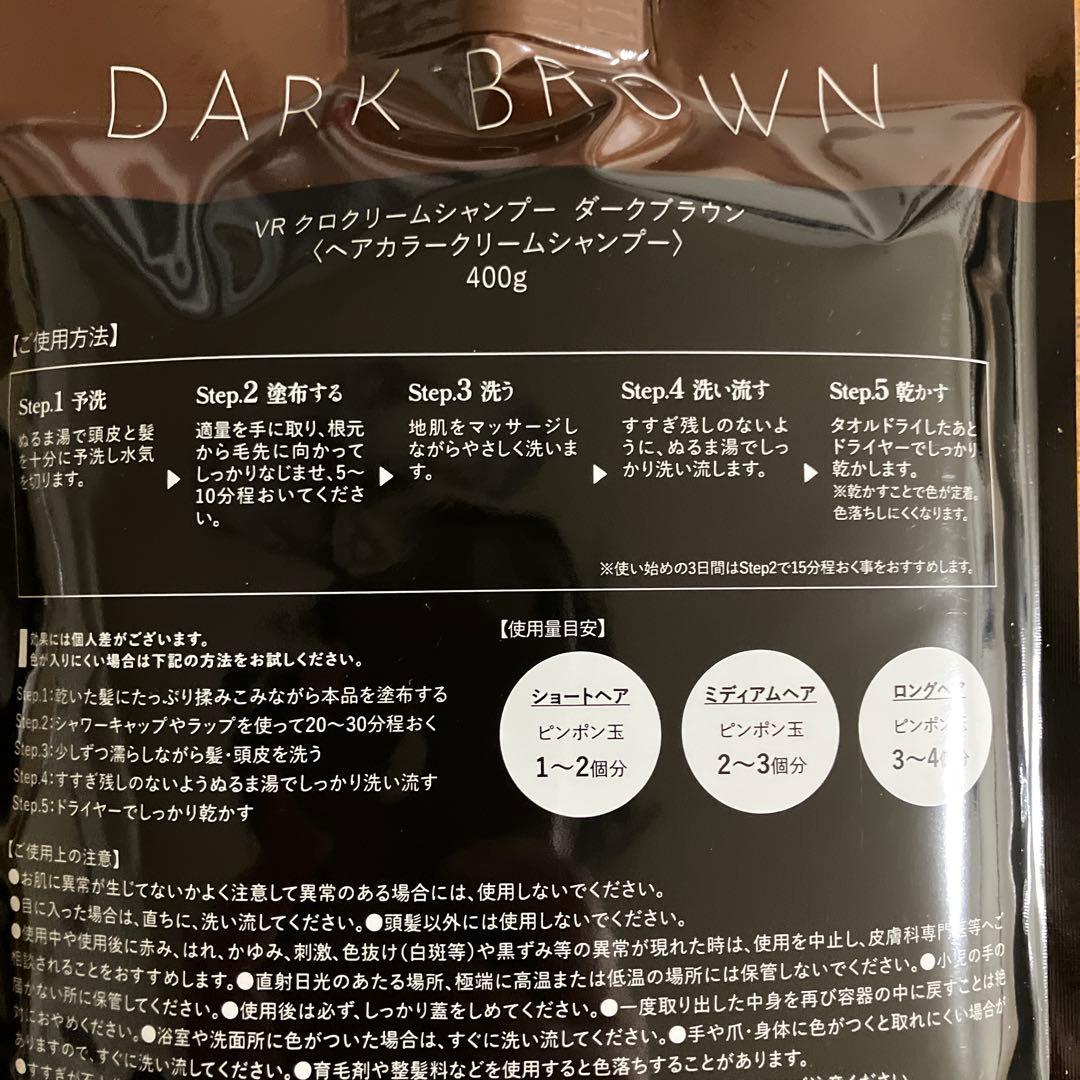 DARK BROWN
VR クロクリームシャンプー ダークブラウン
〈ヘアカラークリームシャンプー〉
400g
【ご使用方法】
Step.1 予洗
ぬるま湯で頭皮と髪
を十分に予洗し水気
を切ります。
Step.2 塗布する
適量を手に取り、根元
から毛先に向かって
しっかりなじませ、5〜
10分程おいてくださ
い。
Step.3 洗う
地肌をマッサージし
ながらやさしく洗いま
す。
Step.4 洗い流す
すすぎ残しのないよ
うに、ぬるま湯でしっ
かり洗い流します。
Step.5 乾かす
タオルドライしたあと
ドライヤーでしっかり
乾かします。
※乾かすことで色が定着。
色落ちしにくくなります。
※使い始めの3日間はStep2で15分程おく事をおすすめします。
効果には個人差がございます。
色が入りにくい場合は下記の方法をお試しください。
Step.1:乾いた髪にたっぷり揉みこみながら本品を塗布する
Step.2:シャワーキャップやラップを使って20〜30分程おく
Step.3:少しずつ濡らしながら髪・頭皮を洗う
Step.4:すすぎ残しのないようぬるま湯でしっかり洗い流す
Step.5:ドライヤーでしっかり乾かす
【使用量目安】
ショートヘア
ピンポン玉
1〜2個分
ミディアムヘア
ピンポン玉
2〜3個分
ロングヘア
ピンポン玉
3〜4個分
【ご使用上の注意】
●お肌に異常が生じてないかよく注意して異常のある場合には、使用しないでください。
●目に入った場合は、直ちに、洗い流してください。●頭髪以外には使用しないでください。
●使用中や使用後に赤み、はれ、かゆみ、刺激、色抜け(白斑等)や黒ずみ等の異常が現れた時は、使用を中止し、皮膚科専門医等へご
相談されることをおすすめします。●直射日光のあたる場所、極端に高温または低温の場所には保管しないでください。●小児の手の
届かない所に保管してください。●使用後は必ず、しっかり蓋をしめてください。●一度取り出した中身を再び容器の中に戻すことは絶
対におやめください。●浴室や洗面所に色がついた場合は、すぐに洗い流してください。●手や爪・身体に色がつくと取れにくい場合が
ありますので、すぐに洗い流してください。●育毛剤や整髪料などを使用すると色落ちすることがあります。
●すすぎが